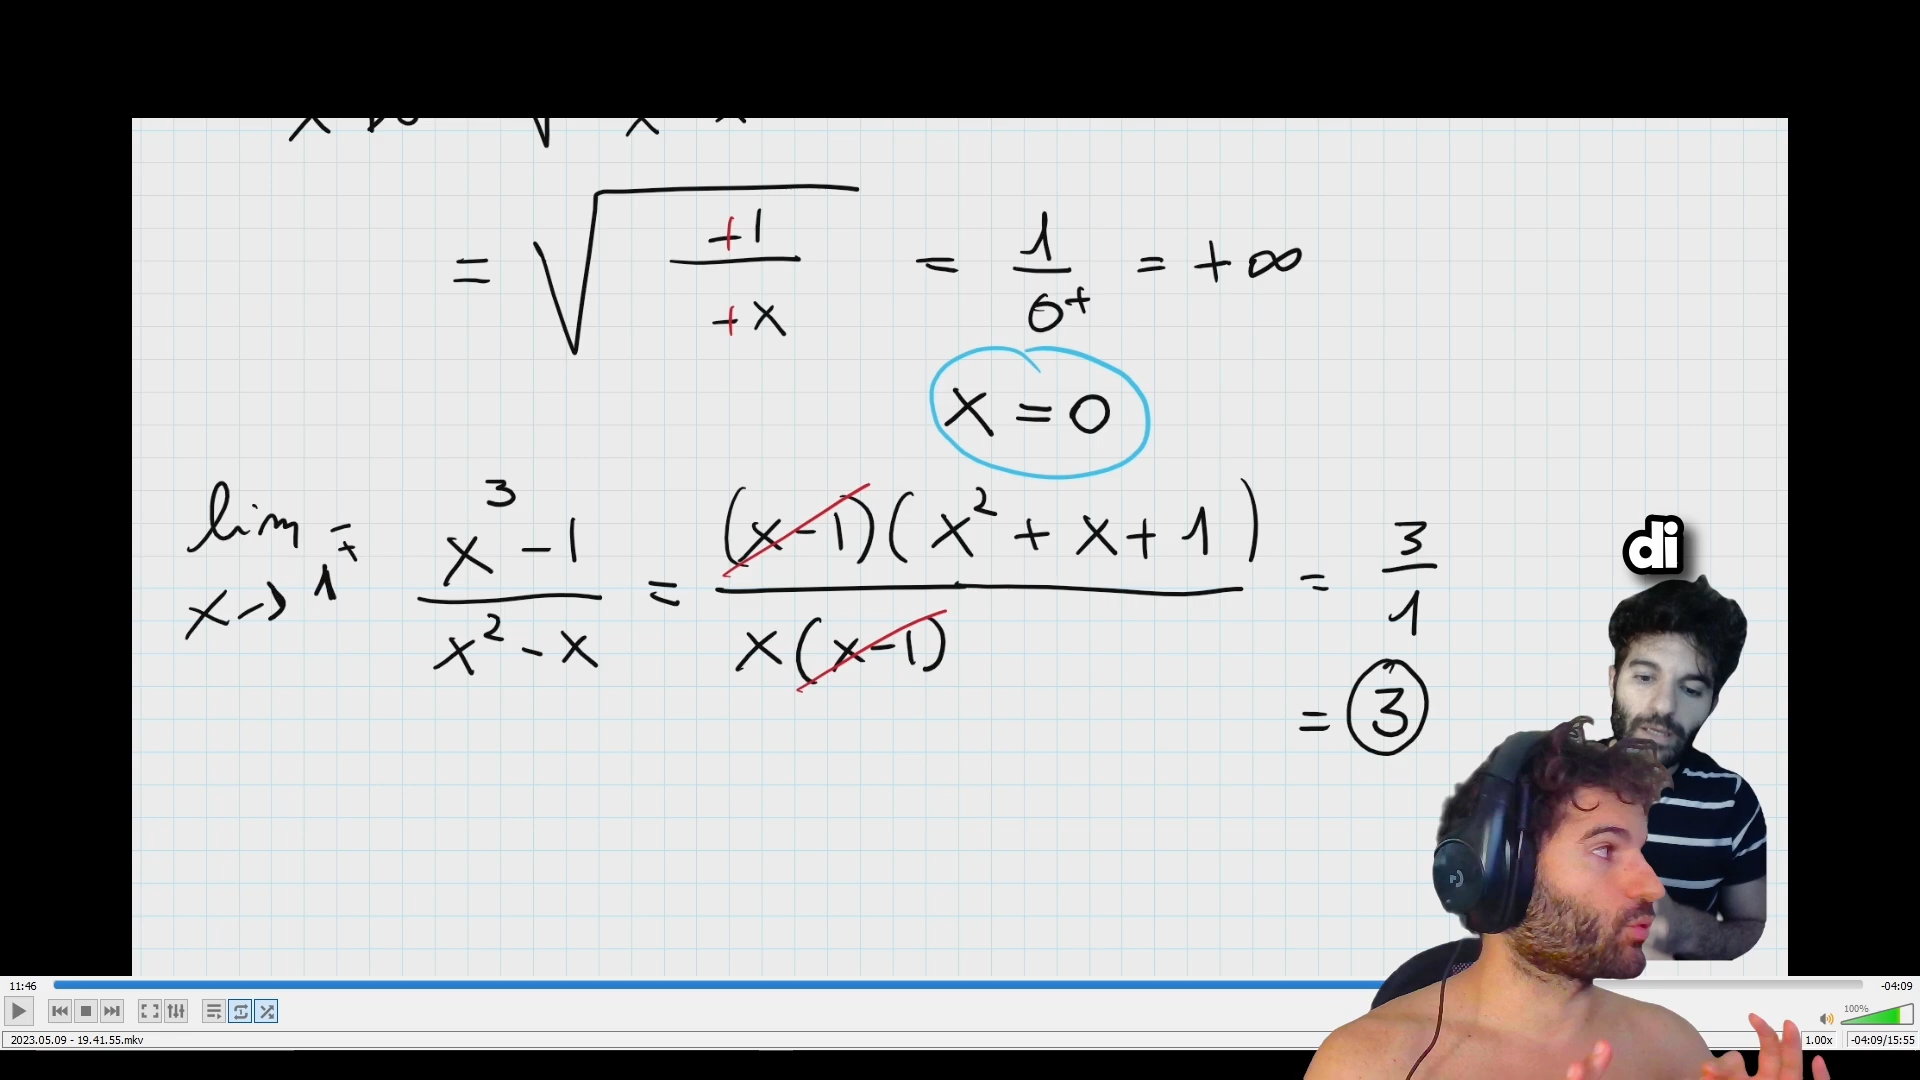 = √(+1 / +x) = 1 / 0⁺ = +∞
x = 0
lim x→1⁺ x³ - 1 / x² - x = (x-1)(x² + x + 1) / x(x-1) = 3 / 1
= 3
di
11:46
-04:09
100%
2023.05.09 - 19.41.55.mkv
1.00x
-04:09/15:55